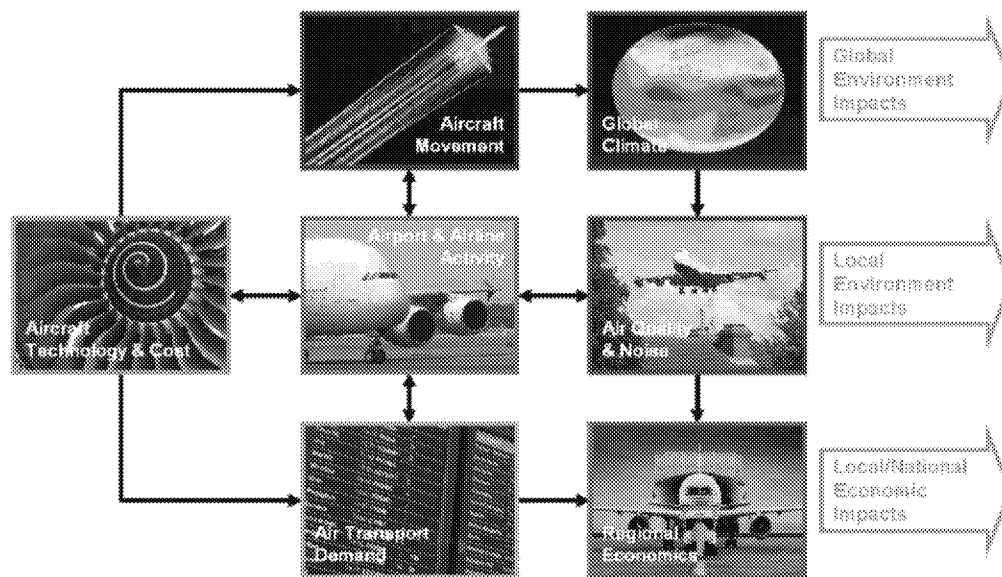 Aircraft
Movement
Global
Climate
Global
Environment
Impacts
Aircraft
Technology & Cost
Airport & Airline
Activity
Air Quality
& Noise
Local
Environment
Impacts
Air Transport
Demand
Regional
Economics
Local/National
Economic
Impacts